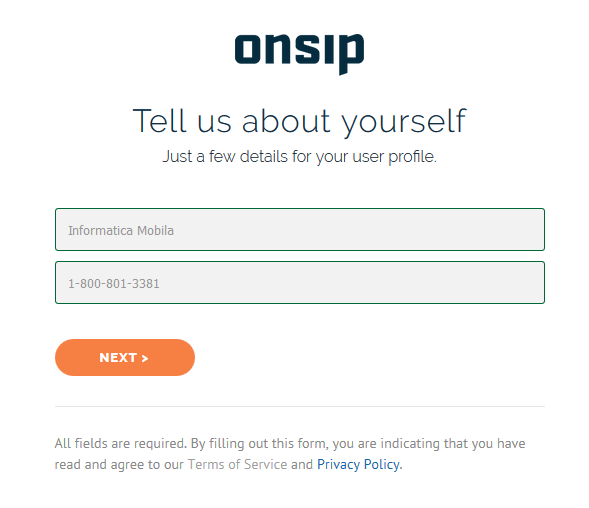 onsip
Tell us about yourself
Just a few details for your user profile.
Informatica Mobila
1-800-801-3381
NEXT >
All fields are required. By filling out this form, you are indicating that you have
read and agree to our Terms of Service and Privacy Policy.